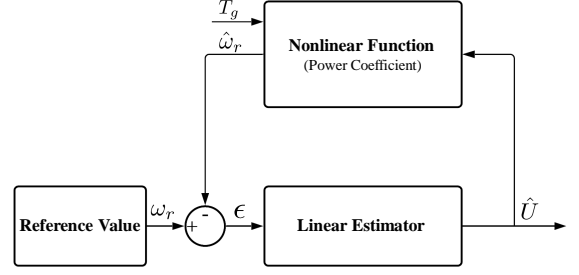 T_g
ω̂_r
Nonlinear Function
(Power Coefficient)
Reference Value
ω_r
+
-
ϵ
Linear Estimator
Û